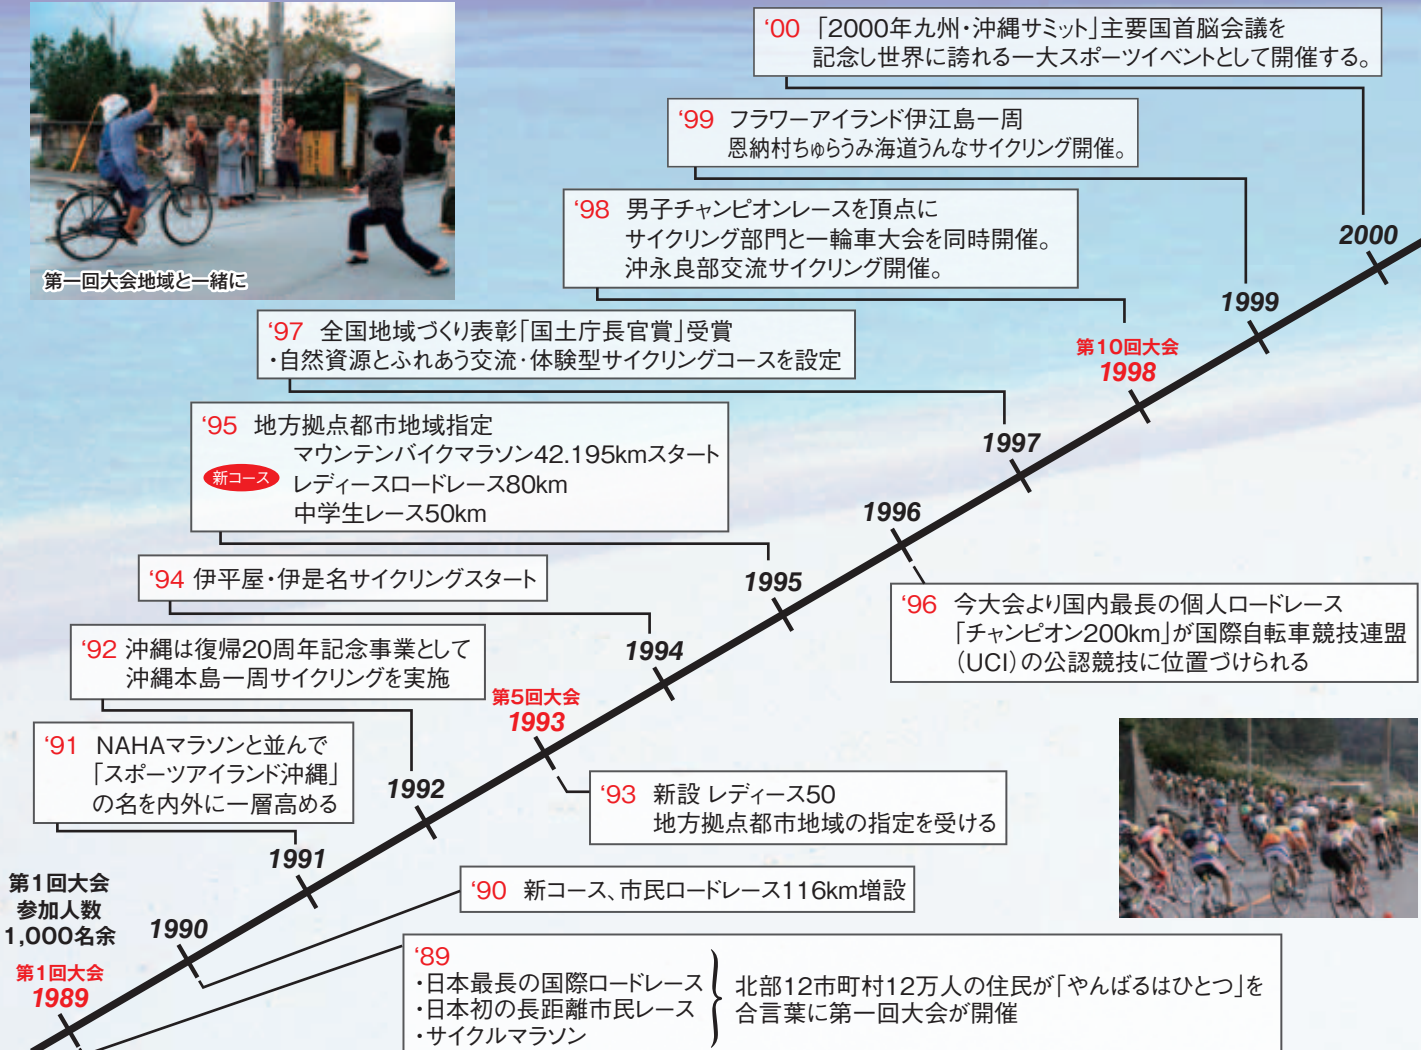 '00 「2000年九州・沖縄サミット」主要国首脳会議を
記念し世界に誇れる一大スポーツイベントとして開催する。
'99 フラワーアイランド伊江島一周
恩納村ちゅらうみ海道うんなサイクリング開催。
'98 男子チャンピオンレースを頂点に
サイクリング部門と一輪車大会を同時開催。
沖永良部交流サイクリング開催。
2000
第一回大会地域と一緒に
1999
'97 全国地域づくり表彰「国土庁長官賞」受賞
・自然資源とふれあう交流・体験型サイクリングコースを設定
第10回大会
1998
'95 地方拠点都市地域指定
マウンテンバイクマラソン42.195kmスタート
新コース レディースロードレース80km
中学生レース50km
1997
1996
'94 伊平屋・伊是名サイクリングスタート
1995
'96 今大会より国内最長の個人ロードレース
「チャンピオン200km」が国際自転車競技連盟
（UCI）の公認競技に位置づけられる
'92 沖縄は復帰20周年記念事業として
沖縄本島一周サイクリングを実施
1994
第5回大会
1993
'91 NAHAマラソンと並んで
「スポーツアイランド沖縄」
の名を内外に一層高める
1992
'93 新設 レディース50
地方拠点都市地域の指定を受ける
1991
'90 新コース、市民ロードレース116km増設
第1回大会
参加人数
1,000名余
1990
第1回大会
1989
'89
・日本最長の国際ロードレース
・日本初の長距離市民レース
・サイクルマラソン
北部12市町村12万人の住民が「やんばるはひとつ」を
合言葉に第一回大会が開催